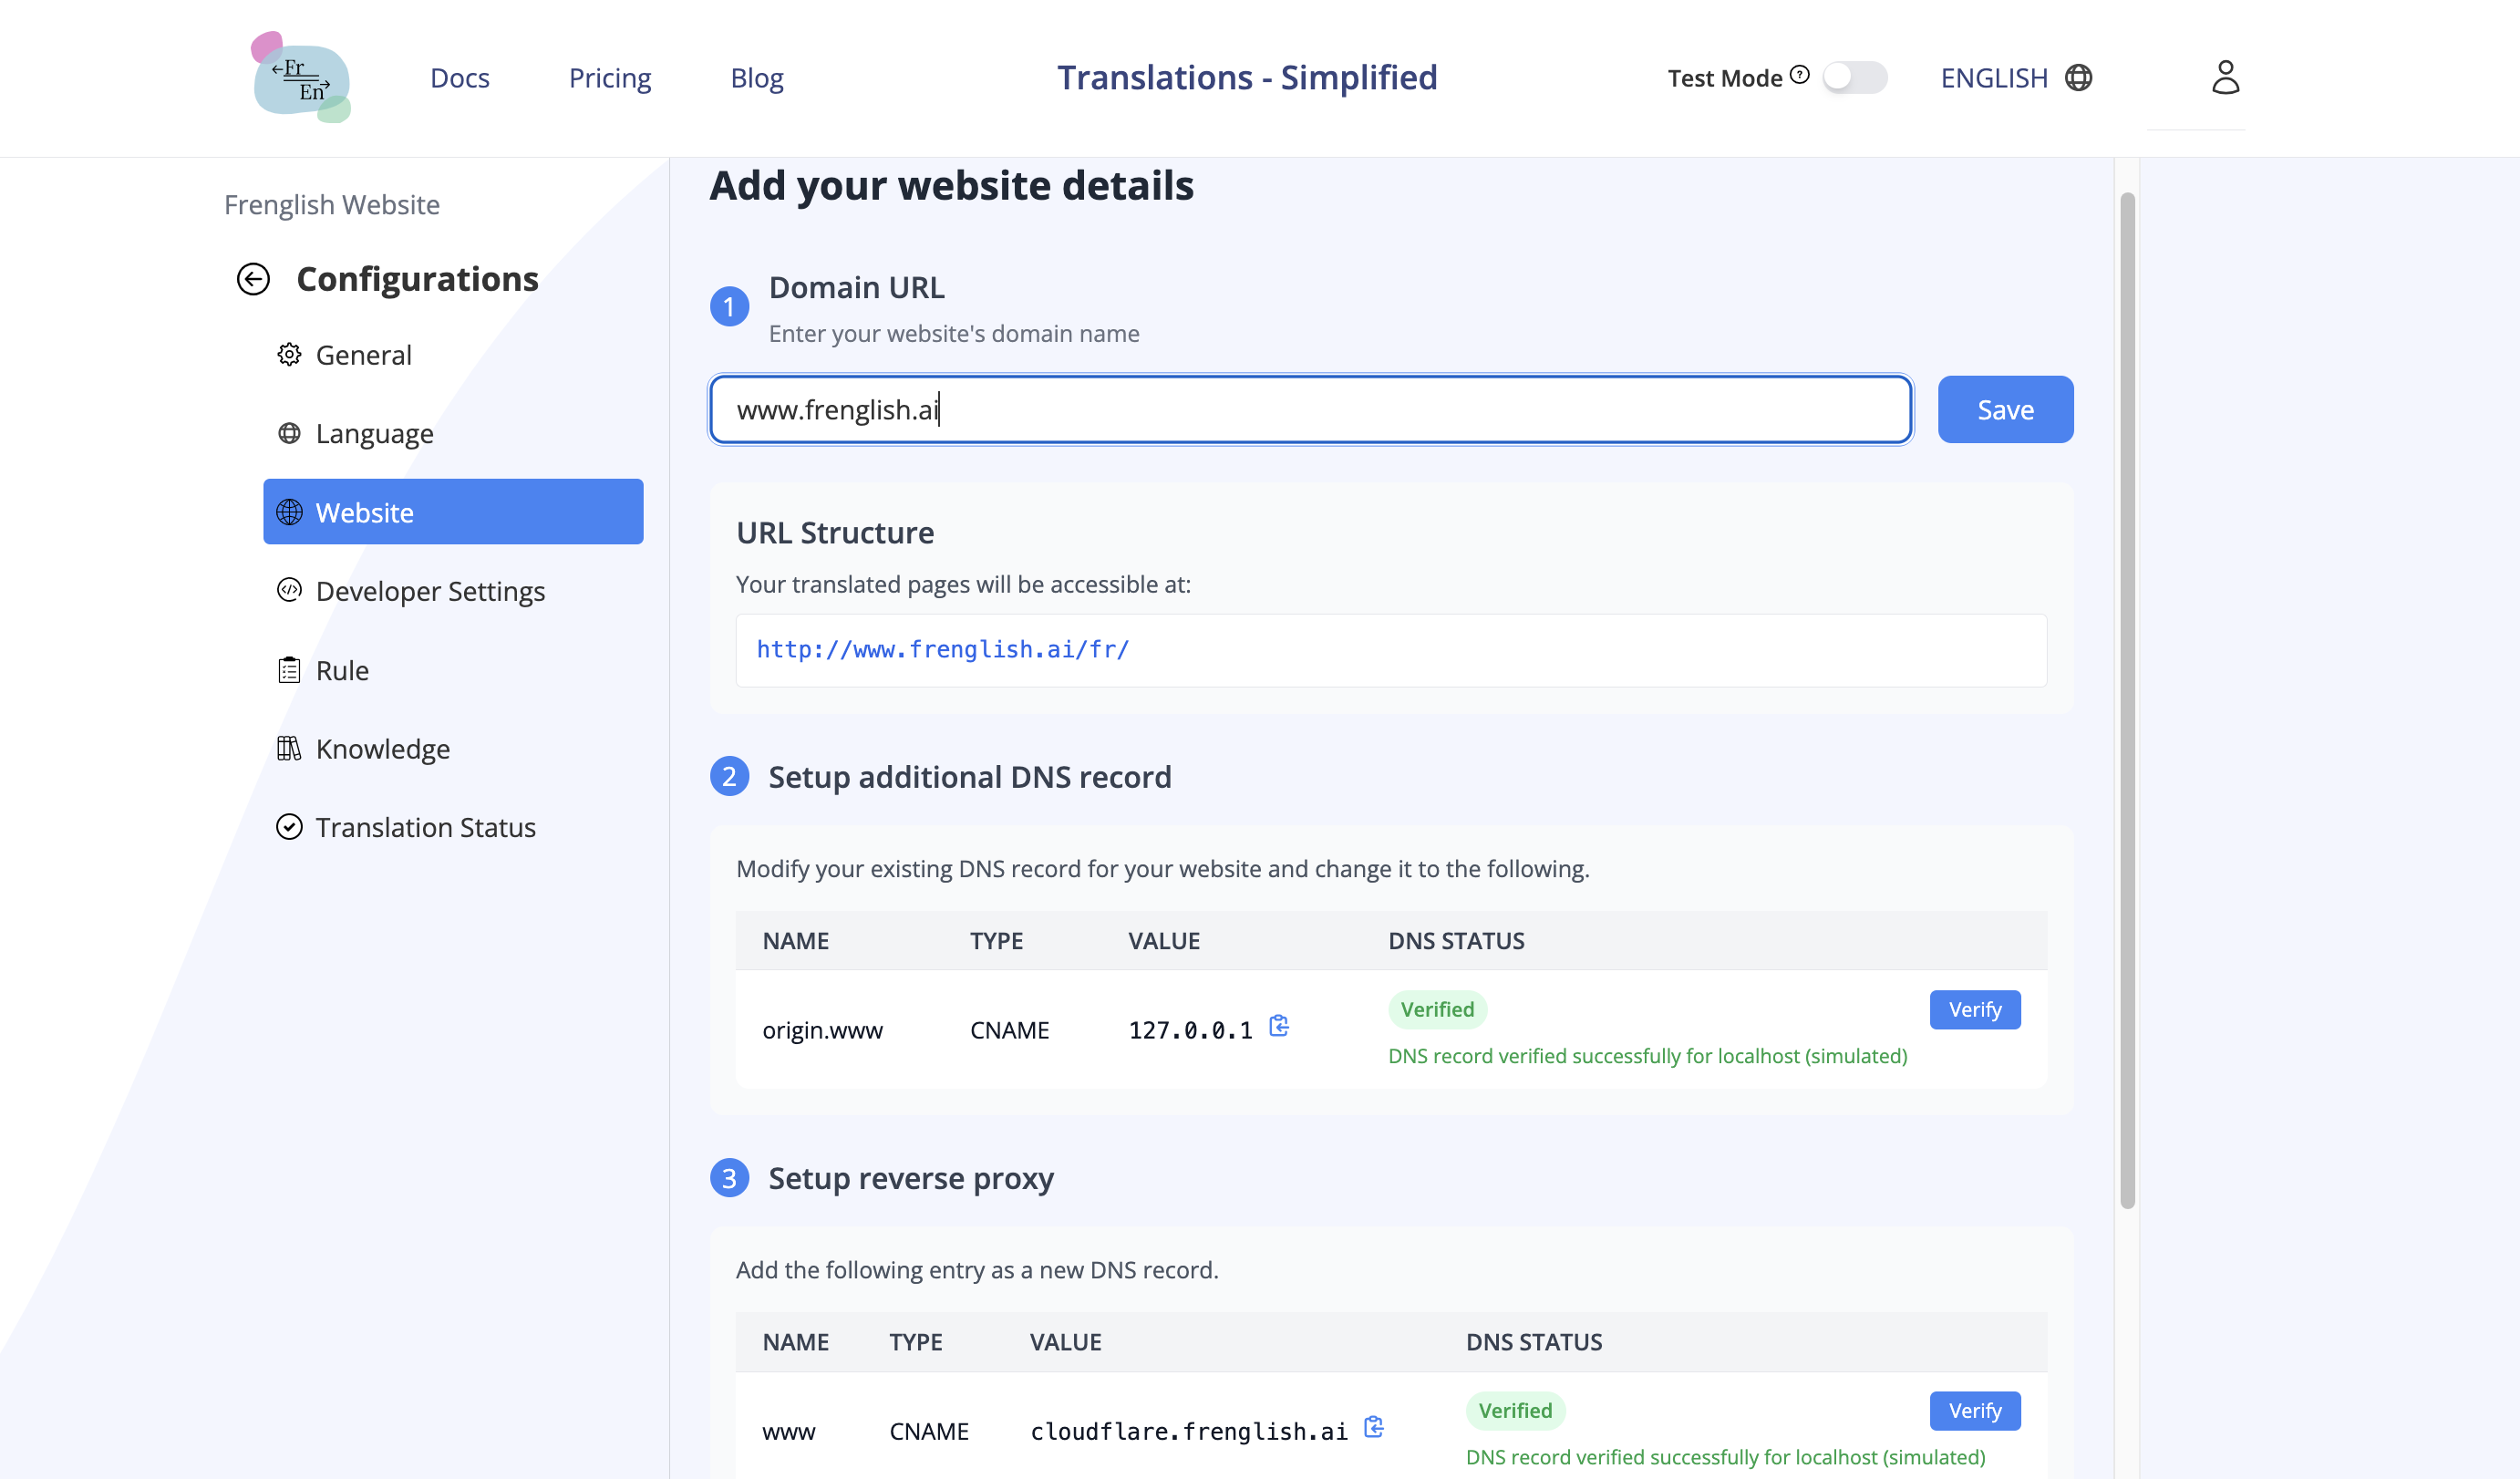 ←Fr
En→
Docs
Pricing
Blog
Translations - Simplified
Test Mode
?
ENGLISH
Frenglish Website
Configurations
General
Language
Website
Developer Settings
Rule
Knowledge
Translation Status
Add your website details
1
Domain URL
Enter your website's domain name
www.frenglish.ai
Save
URL Structure
Your translated pages will be accessible at:
http://www.frenglish.ai/fr/
2
Setup additional DNS record
Modify your existing DNS record for your website and change it to the following.
NAME TYPE VALUE DNS STATUS
origin.www CNAME 127.0.0.1 Verified Verify
DNS record verified successfully for localhost (simulated)
3
Setup reverse proxy
Add the following entry as a new DNS record.
NAME TYPE VALUE DNS STATUS
www CNAME cloudflare.frenglish.ai Verified Verify
DNS record verified successfully for localhost (simulated)